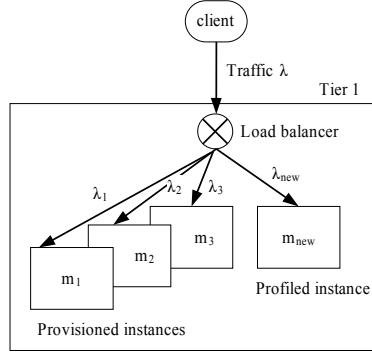 client
Traffic λ
Tier 1
Load balancer
λ1 λ2 λ3 λnew
m1 m2 m3 mnew
Profiled instance
Provisioned instances